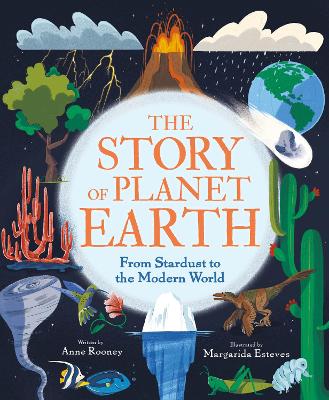 THE
STORY
OF PLANET
EARTH
From Stardust to
the Modern World
Written by
Anne Rooney
Illustrated by
Margarida Esteves